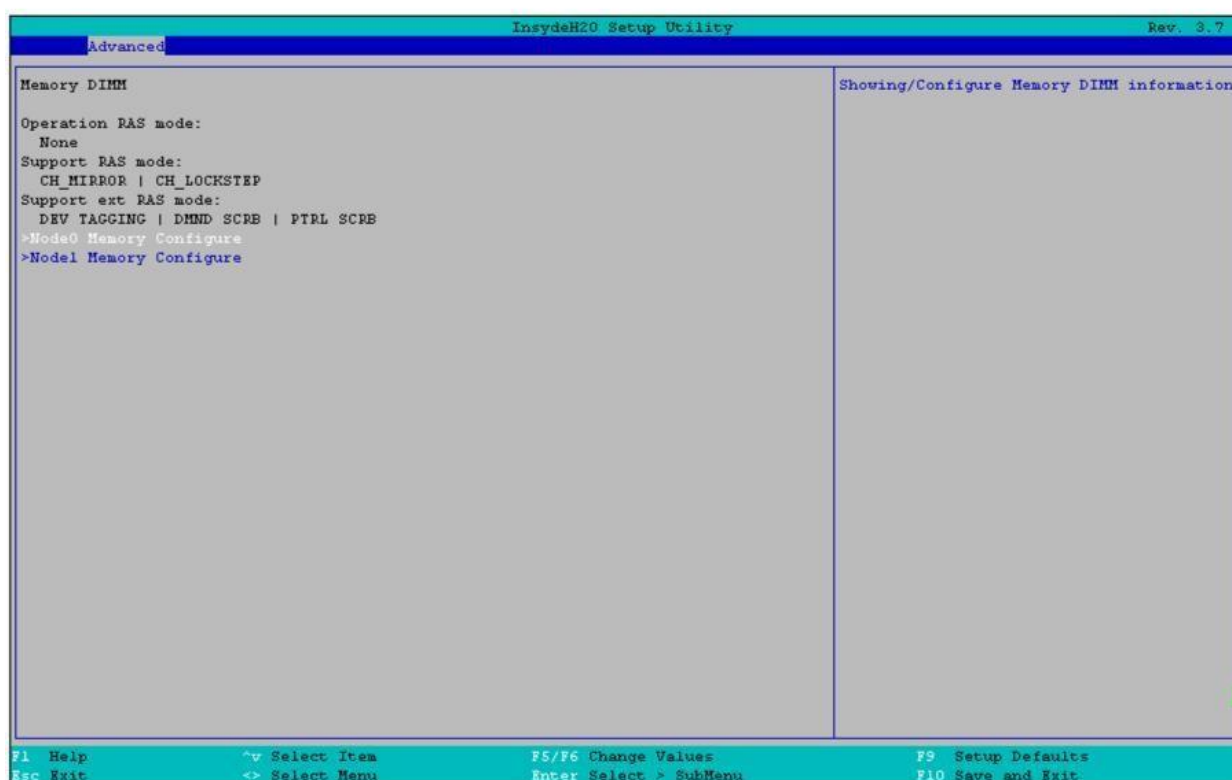 InsydeH20 Setup Utility Rev. 3.7
Advanced
Memory DIMM
Showing/Configure Memory DIMM information
Operation RAS mode:
None
Support RAS mode:
CH_MIRROR | CH_LOCKSTEP
Support ext RAS mode:
DEV TAGGING | DMND SCRB | PTRL SCRB
>Node0 Memory Configure
>Node1 Memory Configure
F1 Help ^v Select Item F5/F6 Change Values F9 Setup Defaults
Esc Exit <> Select Menu Enter Select > SubMenu F10 Save and Exit